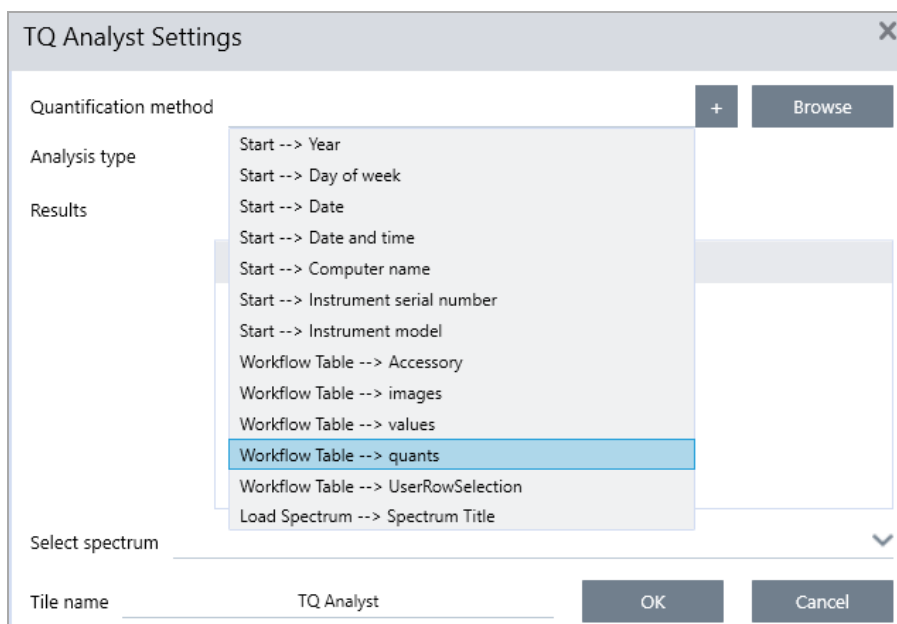 TQ Analyst Settings
Quantification method
+
Browse
Analysis type
Results
Start --> Year
Start --> Day of week
Start --> Date
Start --> Date and time
Start --> Computer name
Start --> Instrument serial number
Start --> Instrument model
Workflow Table --> Accessory
Workflow Table --> images
Workflow Table --> values
Workflow Table --> quants
Workflow Table --> UserRowSelection
Load Spectrum --> Spectrum Title
Select spectrum
Tile name
TQ Analyst
OK
Cancel